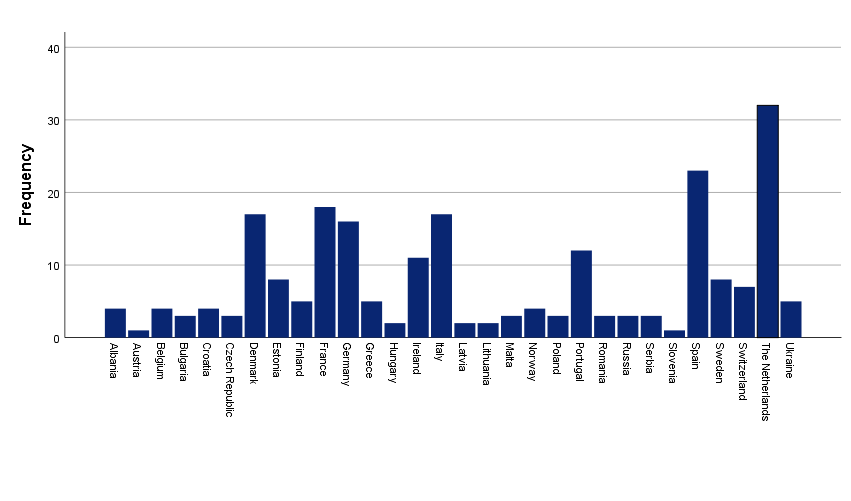 Frequency
40
30
20
10
0
Albania
Austria
Belgium
Bulgaria
Croatia
Czech Republic
Denmark
Estonia
Finland
France
Germany
Greece
Hungary
Ireland
Italy
Latvia
Lithuania
Malta
Norway
Poland
Portugal
Romania
Russia
Serbia
Slovenia
Spain
Sweden
Switzerland
The Netherlands
Ukraine